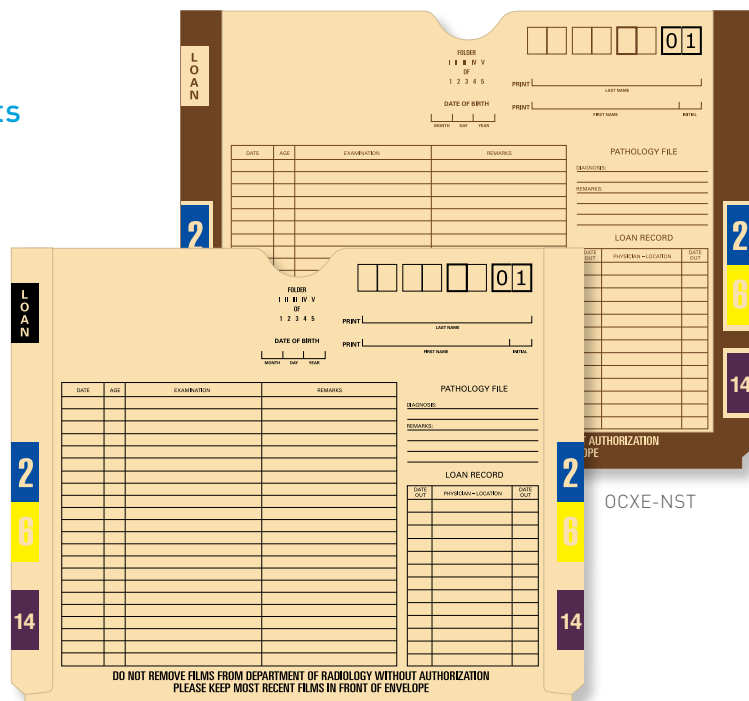 ES
LOAN
FOLDER
I II III IV V
OF
1 2 3 4 5
DATE OF BIRTH
MONTH DAY YEAR
01
PRINT
LAST NAME
PRINT
FIRST NAME INITIAL
DATE AGE EXAMINATION REMARKS
PATHOLOGY FILE
DIAGNOSIS:
REMARKS:
LOAN RECORD
DATE OUT PHYSICIAN – LOCATION DATE OUT
2
2
6
14
AUTHORIZATION
OPE
OCXE-NST
LOAN
FOLDER
I II III IV V
OF
1 2 3 4 5
DATE OF BIRTH
MONTH DAY YEAR
01
PRINT
LAST NAME
PRINT
FIRST NAME INITIAL
DATE AGE EXAMINATION REMARKS
PATHOLOGY FILE
DIAGNOSIS:
REMARKS:
LOAN RECORD
DATE OUT PHYSICIAN – LOCATION DATE OUT
2
6
14
2
6
14
DO NOT REMOVE FILMS FROM DEPARTMENT OF RADIOLOGY WITHOUT AUTHORIZATION
PLEASE KEEP MOST RECENT FILMS IN FRONT OF ENVELOPE